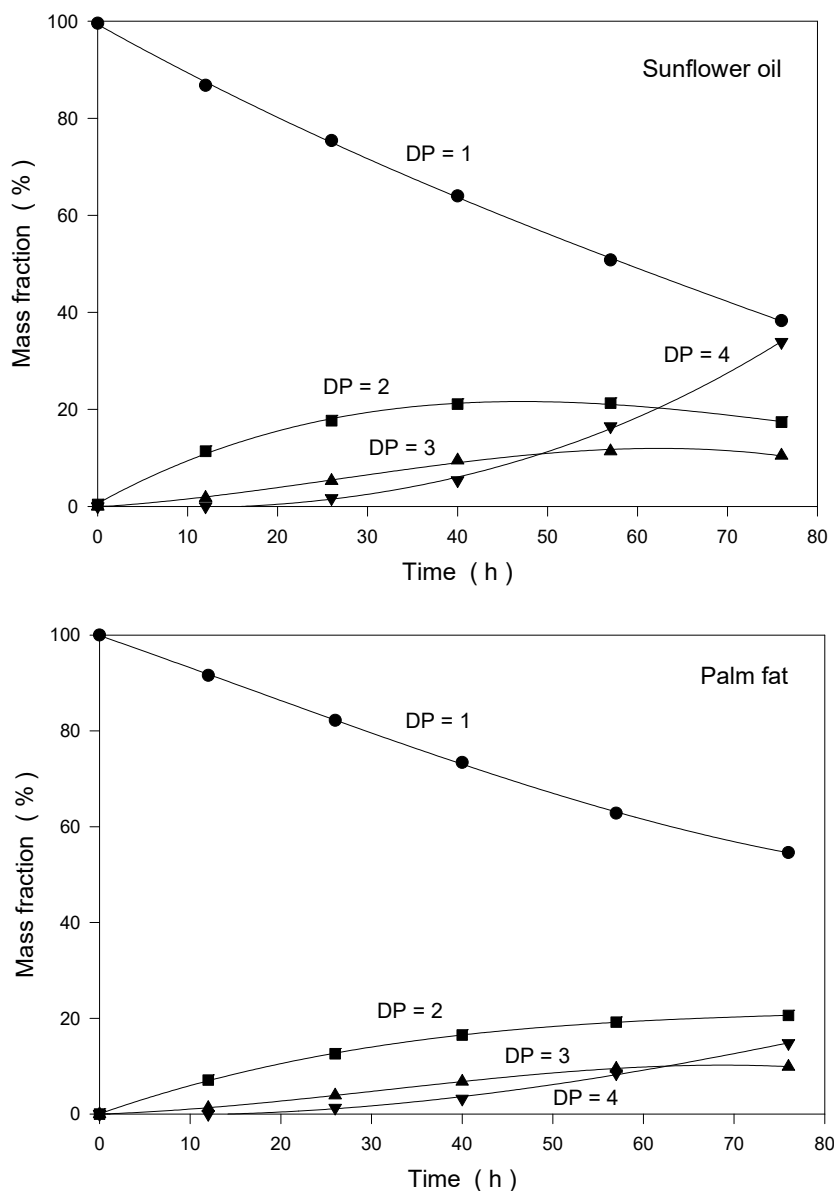 100
Sunflower oil
80
DP = 1
60
Mass fraction ( % )
40
DP = 4
DP = 2
20
DP = 3
0
0 10 20 30 40 50 60 70 80
Time ( h )
100
Palm fat
80
DP = 1
60
Mass fraction ( % )
40
DP = 2
20
DP = 3
DP = 4
0
0 10 20 30 40 50 60 70 80
Time ( h )